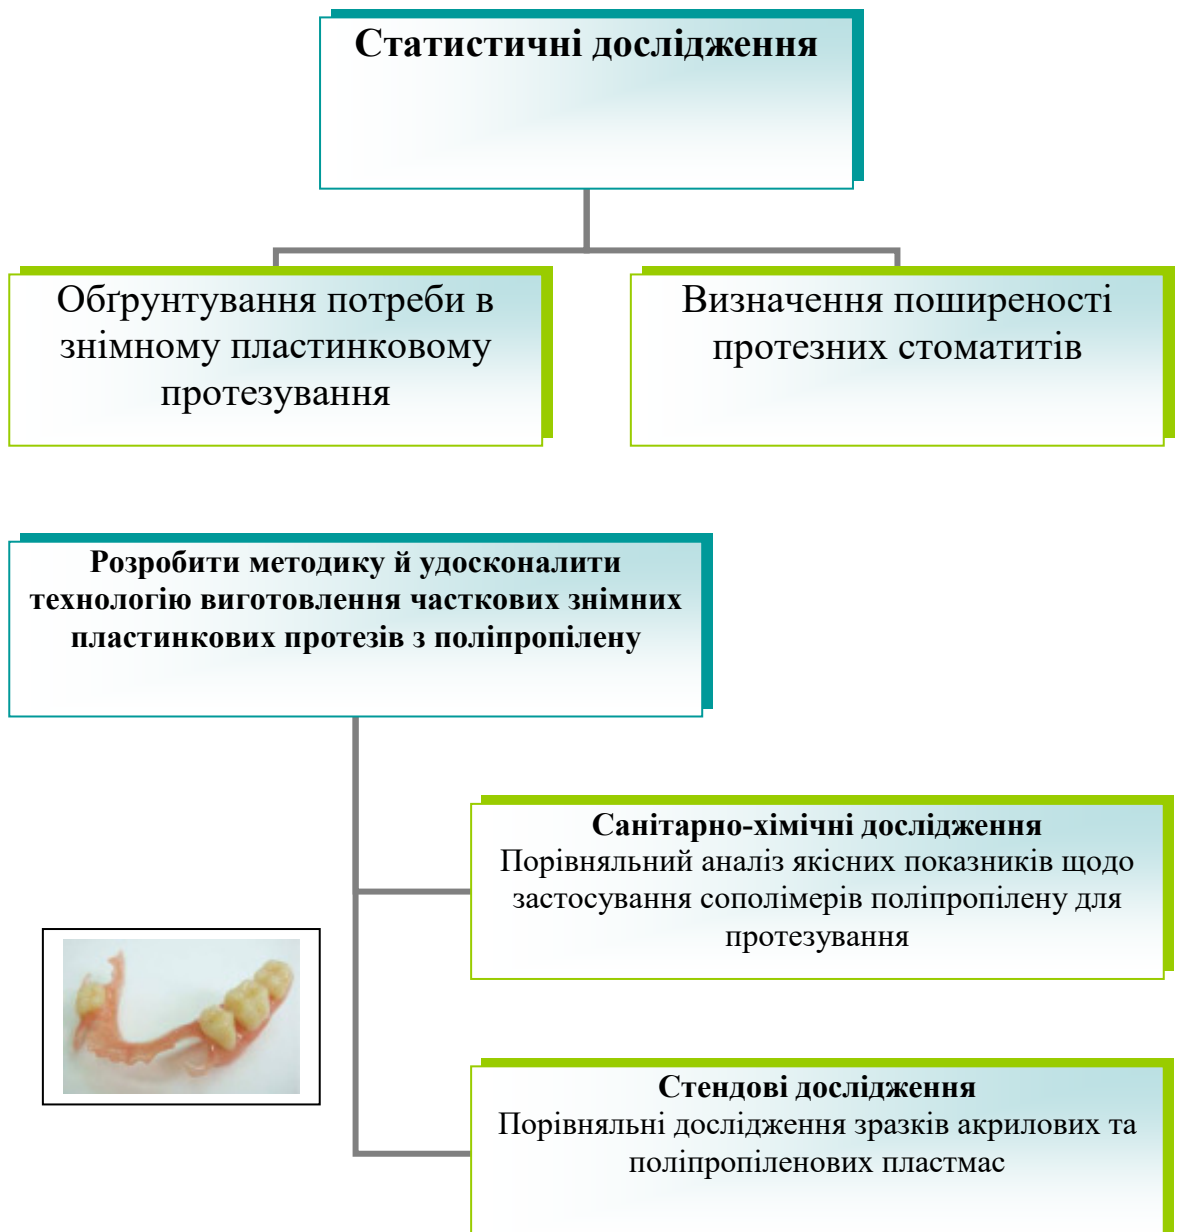 Статистичні дослідження
Обґрунтування потреби в
знімному пластинковому
протезування
Визначення поширеності
протезних стоматитів
Розробити методику й удосконалити
технологію виготовлення часткових знімних
пластинкових протезів з поліпропілену
Санітарно-хімічні дослідження
Порівняльний аналіз якісних показників щодо
застосування сополімерів поліпропілену для
протезування
Стендові дослідження
Порівняльні дослідження зразків акрилових та
поліпропіленових пластмас